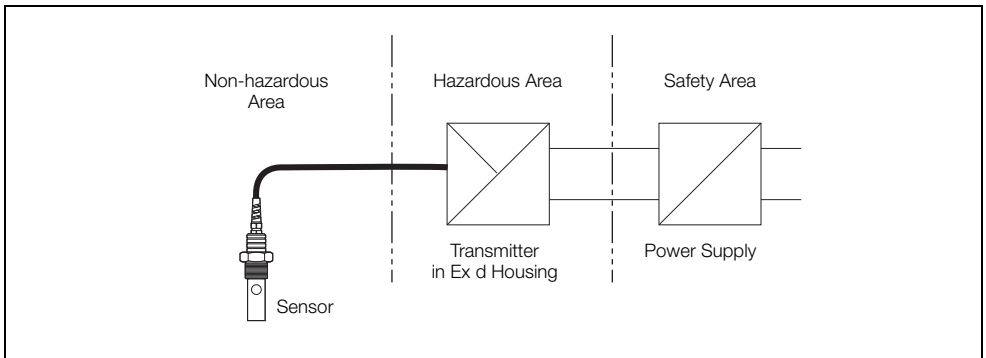 Non-hazardous
Area
Hazardous Area
Safety Area
Transmitter
in Ex d Housing
Power Supply
Sensor